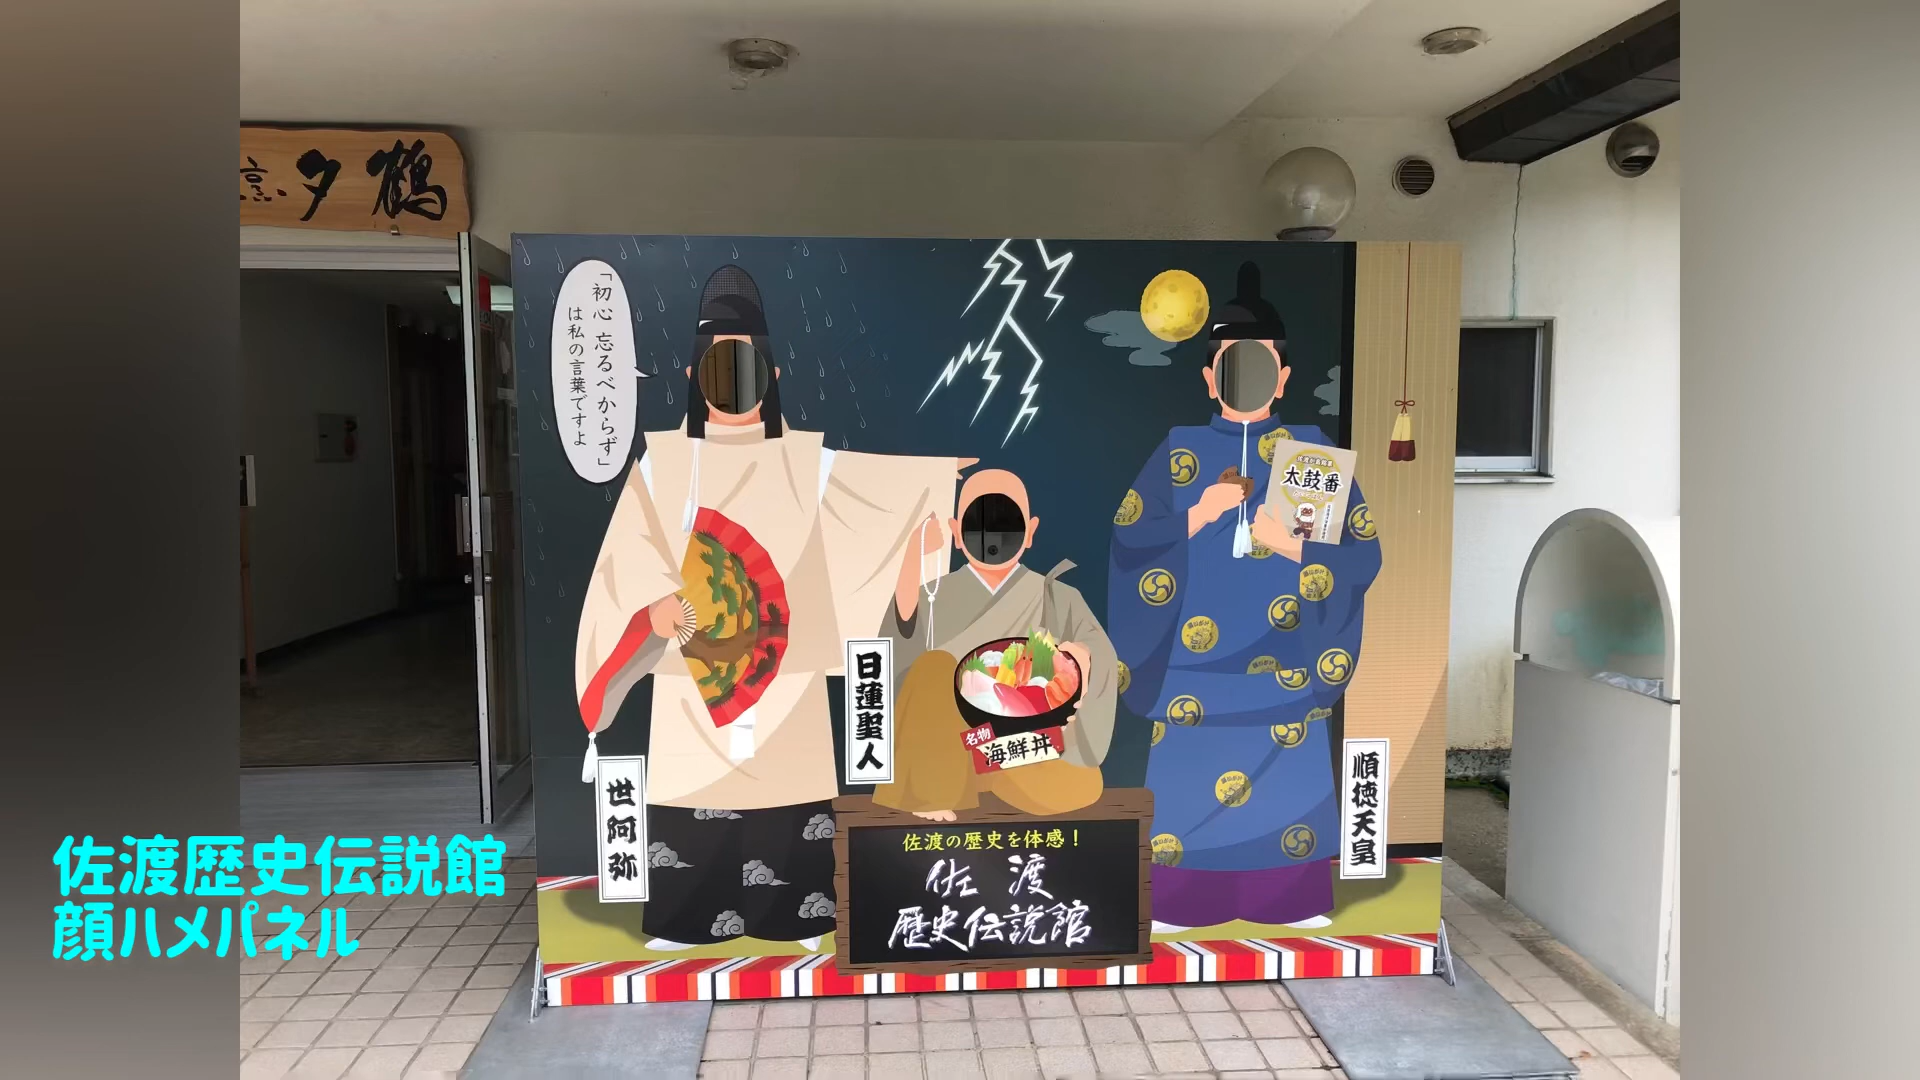 夕鶴
「初心 忘るべからず」
は私の言葉ですよ
太鼓番
日蓮聖人
名物
海鮮丼
世阿弥
順徳天皇
佐渡の歴史を体感!
佐渡
歴史伝説館
佐渡歴史伝説館
顔ハメパネル